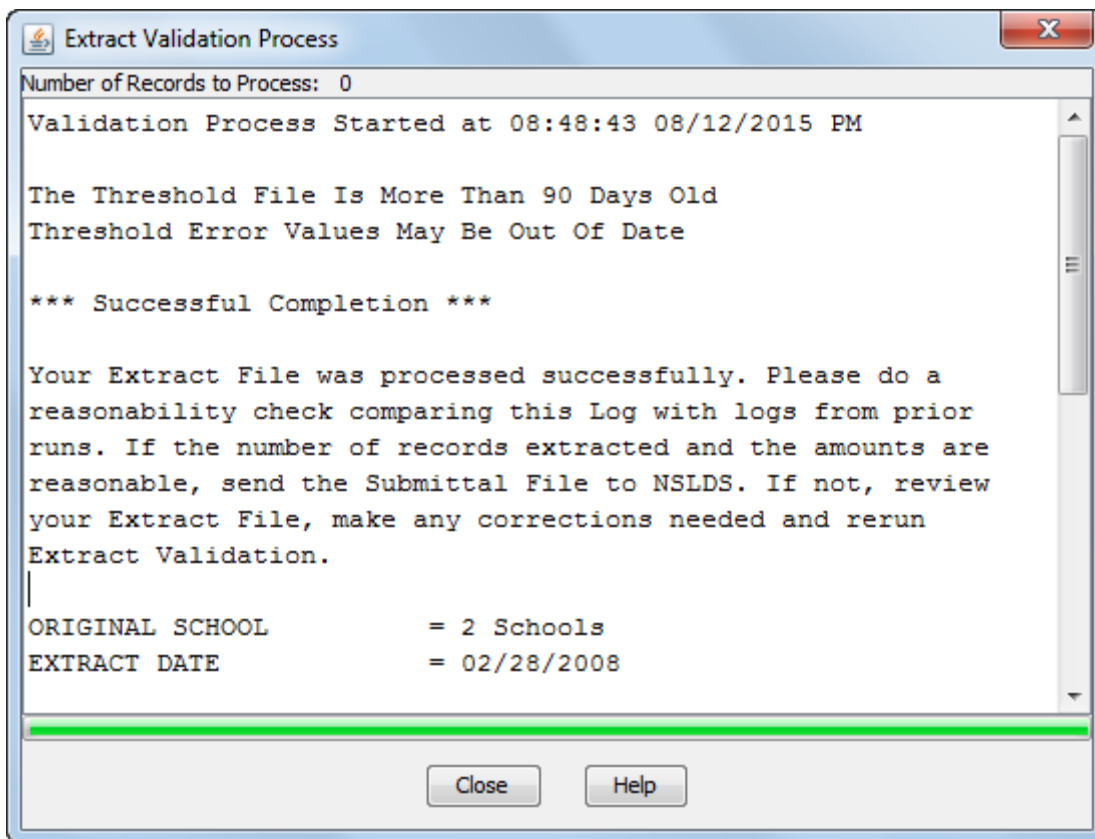 Extract Validation Process
Number of Records to Process: 0
Validation Process Started at 08:48:43 08/12/2015 PM
The Threshold File Is More Than 90 Days Old
Threshold Error Values May Be Out Of Date
*** Successful Completion ***
Your Extract File was processed successfully. Please do a
reasonability check comparing this Log with logs from prior
runs. If the number of records extracted and the amounts are
reasonable, send the Submittal File to NSLDS. If not, review
your Extract File, make any corrections needed and rerun
Extract Validation.
ORIGINAL SCHOOL = 2 Schools
EXTRACT DATE = 02/28/2008
Close Help